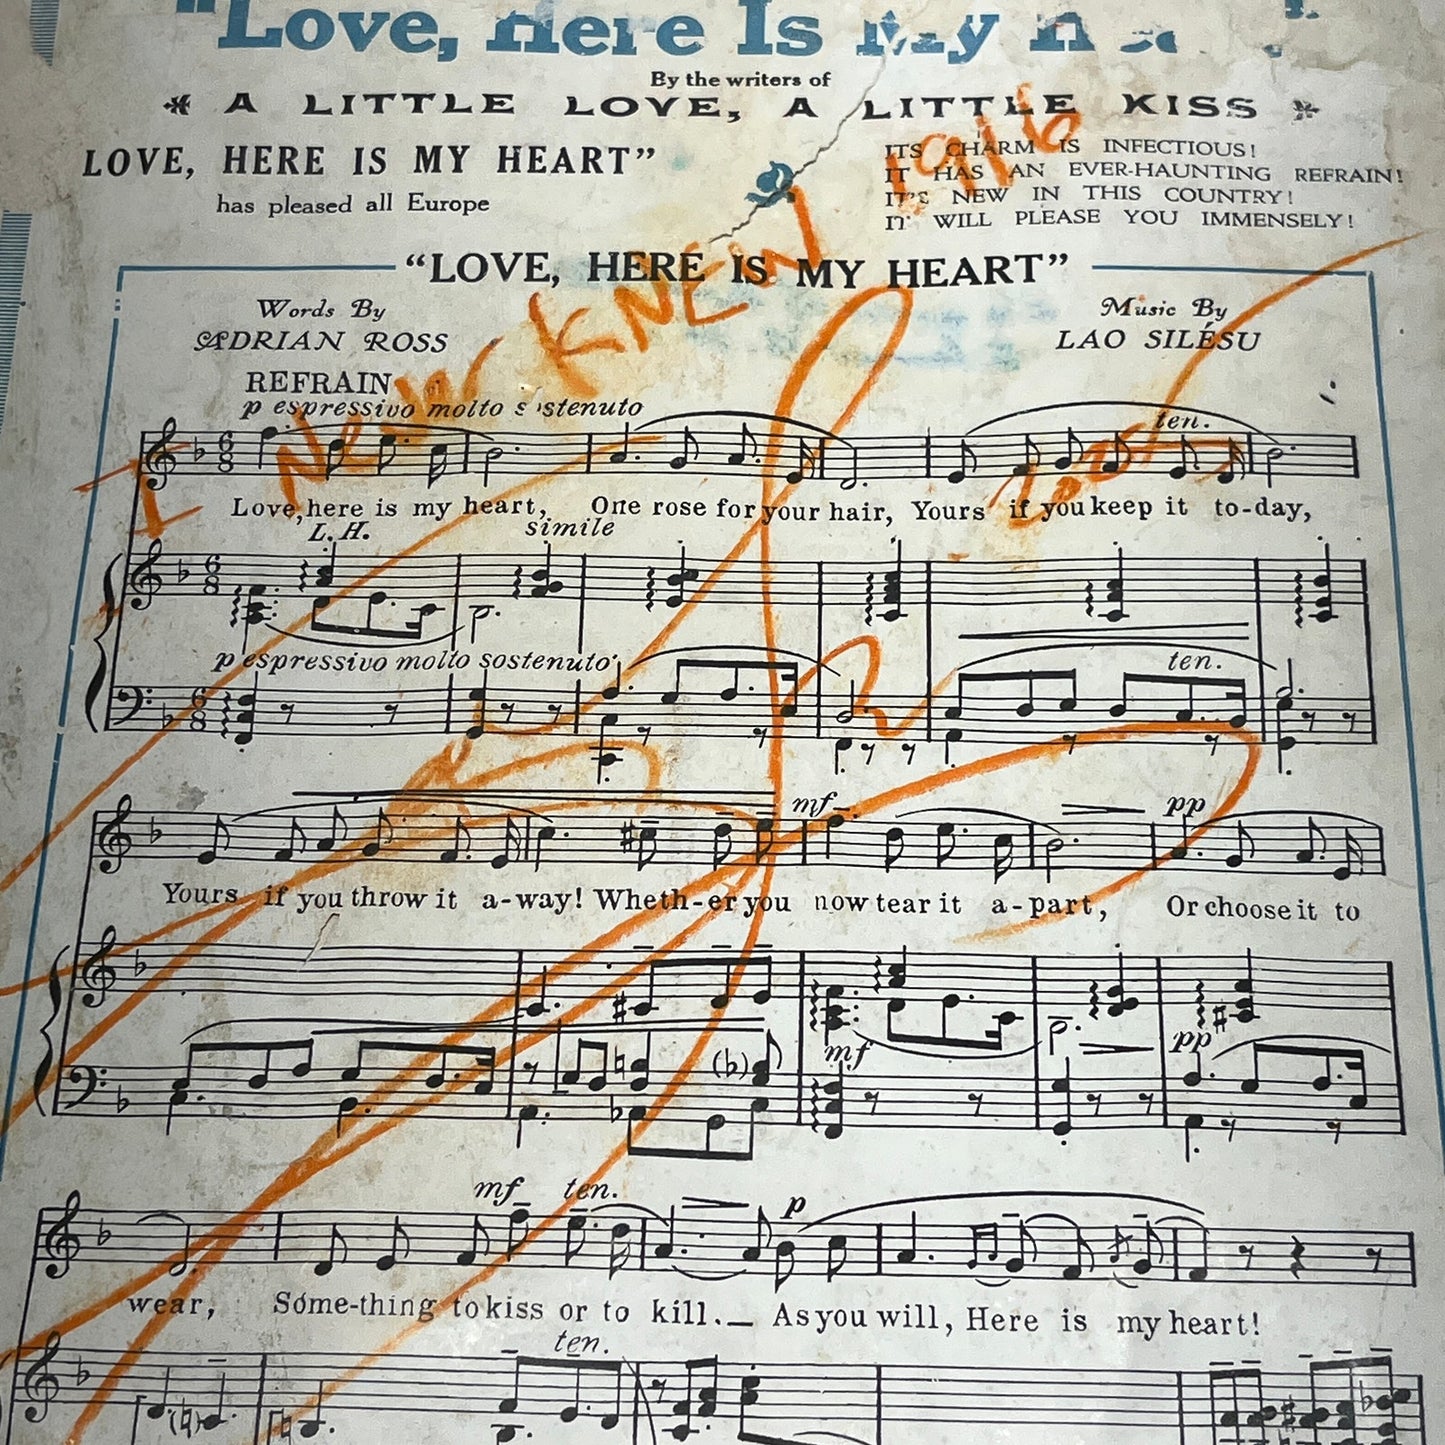 "Love, Here Is My
By the writers of
A LITTLE LOVE, A LITTLE KISS
LOVE, HERE IS MY HEART"
has pleased all Europe
ITS CHARM IS INFECTIOUS!
IT HAS AN EVER-HAUNTING REFRAIN!
IT'S NEW IN THIS COUNTRY!
IT WILL PLEASE YOU IMMENSELY!
I NEVER KNEW 1916
"LOVE, HERE IS MY HEART"
Words By
ADRIAN ROSS
Music By
LAO SILÉSU
REFRAIN
p espressivo molto sostenuto
ten.
6 8
Love, here is my heart, One rose for your hair, Yours if you keep it to-day,
L. H.
simile
6 8
p espressivo molto sostenuto
ten.
6 8
mf
pp
Yours if you throw it a-way! Wheth-er you now tear it a-part, Or choose it to
mf
pp
mf ten. p
wear, Some-thing to kiss or to kill. As you will, Here is my heart!
ten.